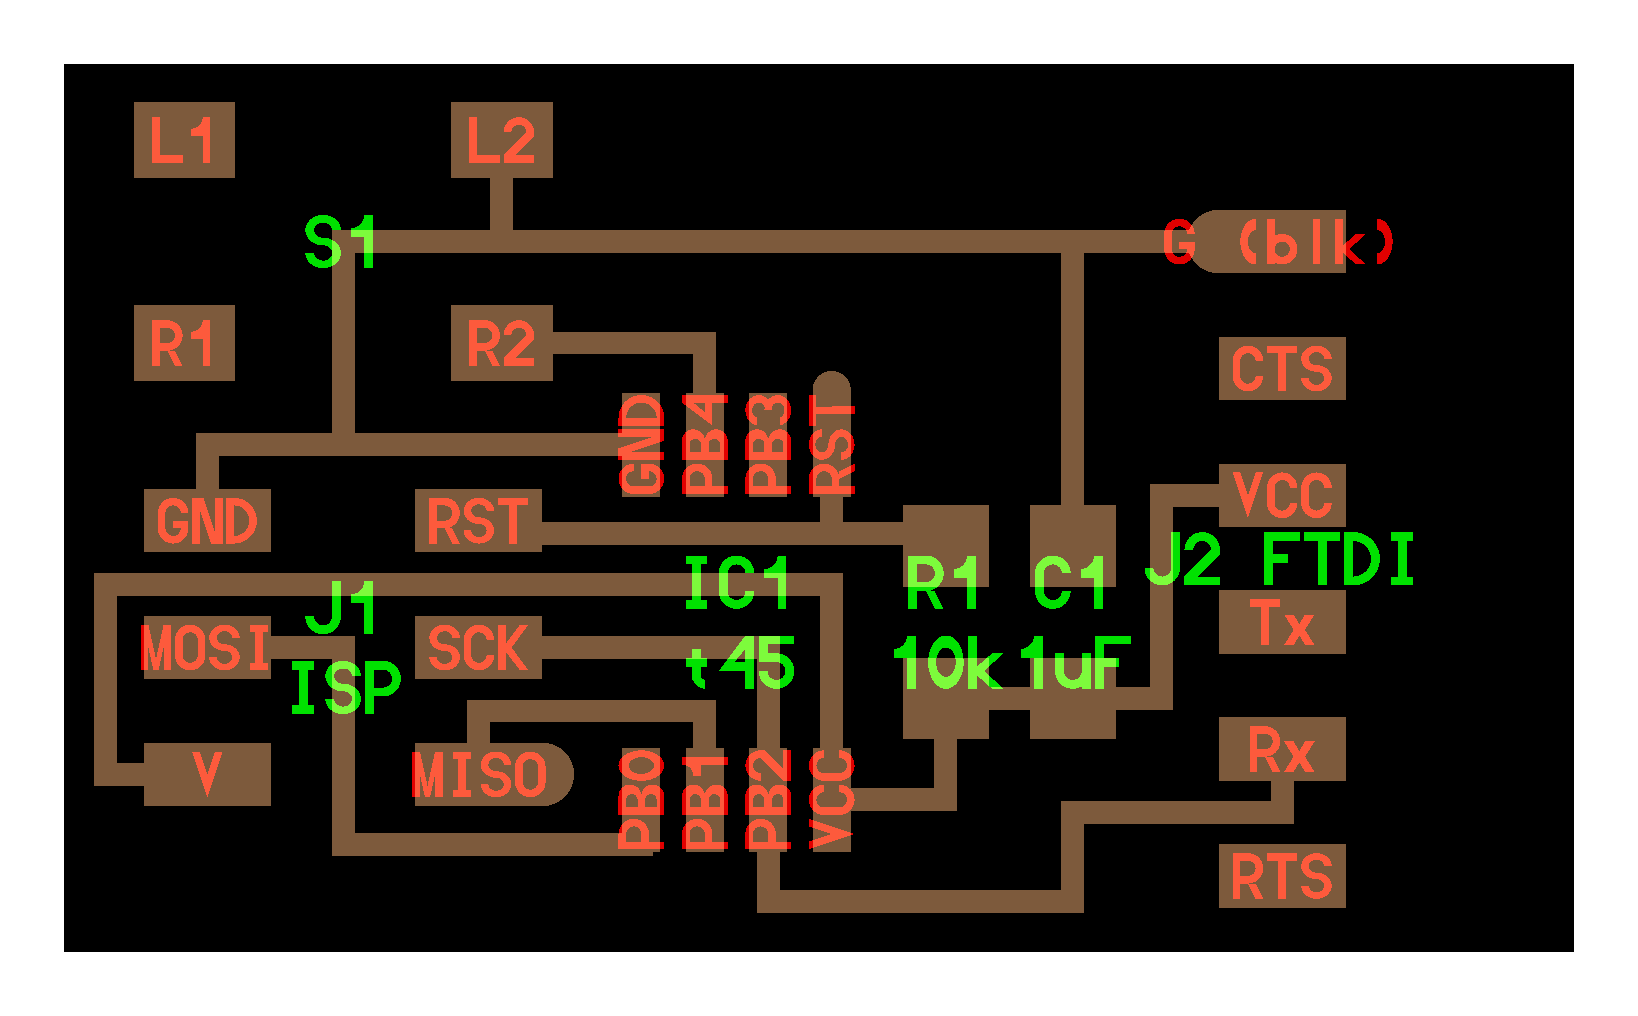 L1
L2
S1
G (blk)
R1
R2
CTS
GND
PB4
PB3
RST
VCC
GND
RST
J2 FTDI
IC1
t45
R1
10k
C1
1uF
J1
ISP
Tx
MOSI
SCK
Rx
V
MISO
PB0
PB1
PB2
VCC
RTS